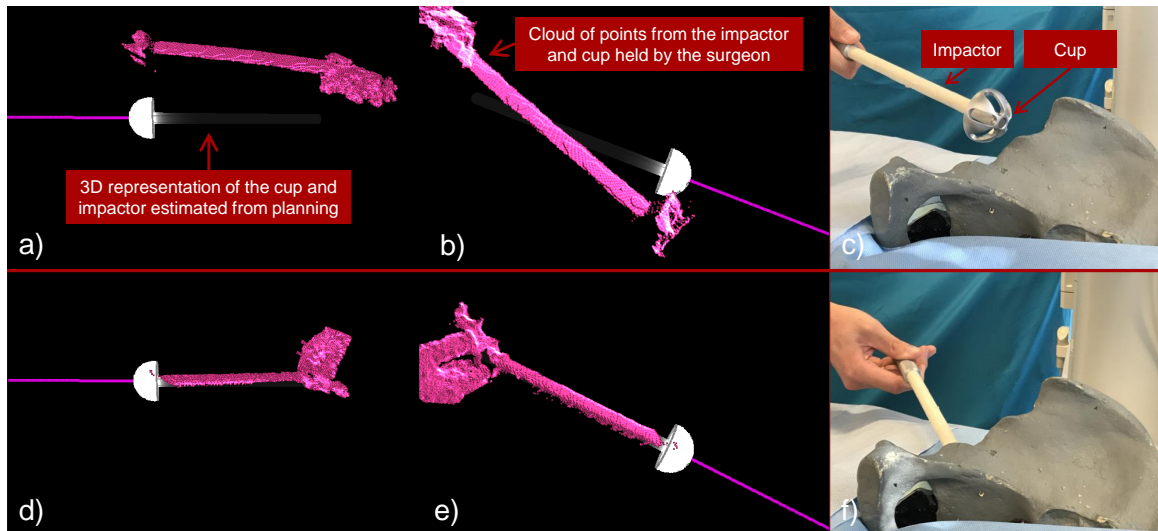 Cloud of points from the impactor
and cup held by the surgeon
Impactor
Cup
3D representation of the cup and
impactor estimated from planning
a)
b)
c)
d)
e)
f)